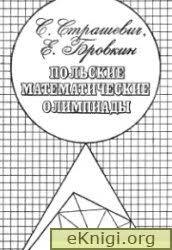 С. Страшевич,
Е. Бровкин
ПОЛЬСКИЕ
МАТЕМАТИЧЕСКИЕ
ОЛИМПИАДЫ
eKnigi.org